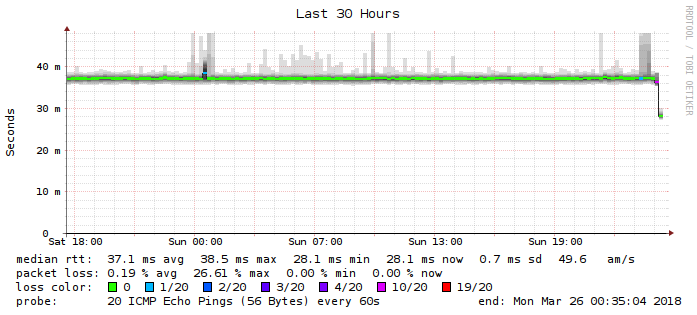 Last 30 Hours
RRDTOOL / TOBI OETIKER
Seconds
40 m
30 m
20 m
10 m
0
Sat 18:00 Sun 00:00 Sun 07:00 Sun 13:00 Sun 19:00
median rtt: 37.1 ms avg 38.5 ms max 28.1 ms min 28.1 ms now 0.7 ms sd 49.6 am/s
packet loss: 0.19 % avg 26.61 % max 0.00 % min 0.00 % now
loss color: 0 1/20 2/20 3/20 4/20 10/20 19/20
probe: 20 ICMP Echo Pings (56 Bytes) every 60s end: Mon Mar 26 00:35:04 2018